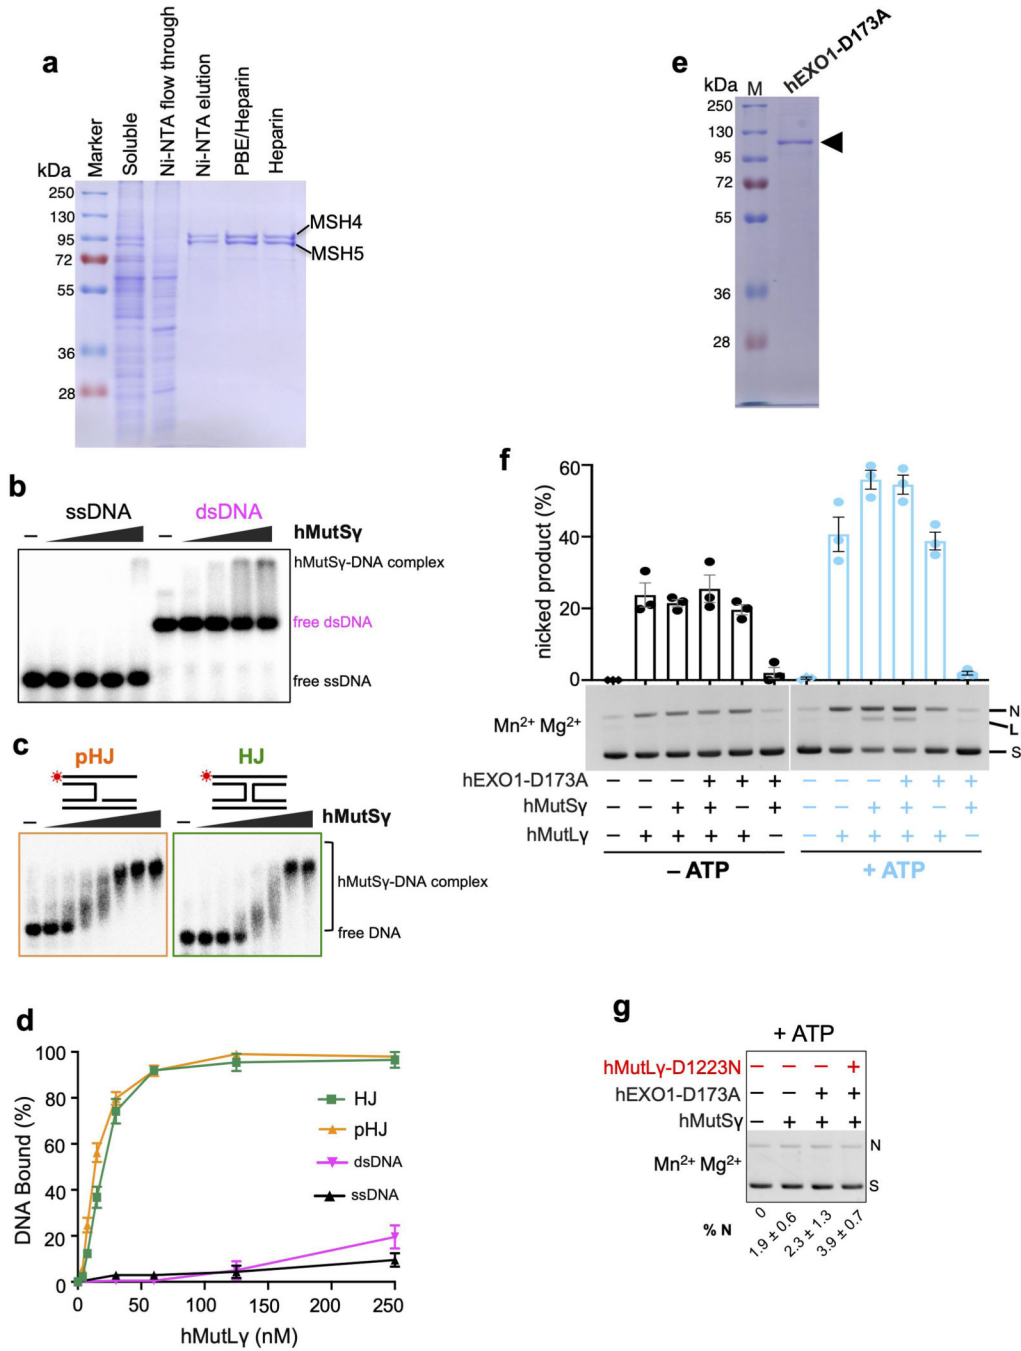 a
kDa
Marker
Soluble
Ni-NTA flow through
Ni-NTA elution
PBE/Heparin
Heparin
250
130
95
72
55
36
28
MSH4
MSH5
e
kDa M hEXO1-D173A
250
130
95
72
55
36
28
b
ssDNA dsDNA
– – hMutSγ
hMutSγ-DNA complex
free dsDNA
free ssDNA
c
pHJ HJ
– – hMutSγ
hMutSγ-DNA complex
free DNA
d
DNA Bound (%)
100
80
60
40
20
0
0 50 100 150 200 250
hMutLγ (nM)
HJ
pHJ
dsDNA
ssDNA
f
nicked product (%)
60
40
20
0
Mn2+ Mg2+
N
L
S
hEXO1-D173A – – – + + + – – – + + +
hMutSγ – – + + – + – – + + – +
hMutLγ – + + + + – – + + + + –
– ATP + ATP
g
+ ATP
hMutLγ-D1223N – – – +
hEXO1-D173A – – + +
hMutSγ – + + +
Mn2+ Mg2+
N
S
% N 0 1.9 ± 0.6 2.3 ± 1.3 3.9 ± 0.7